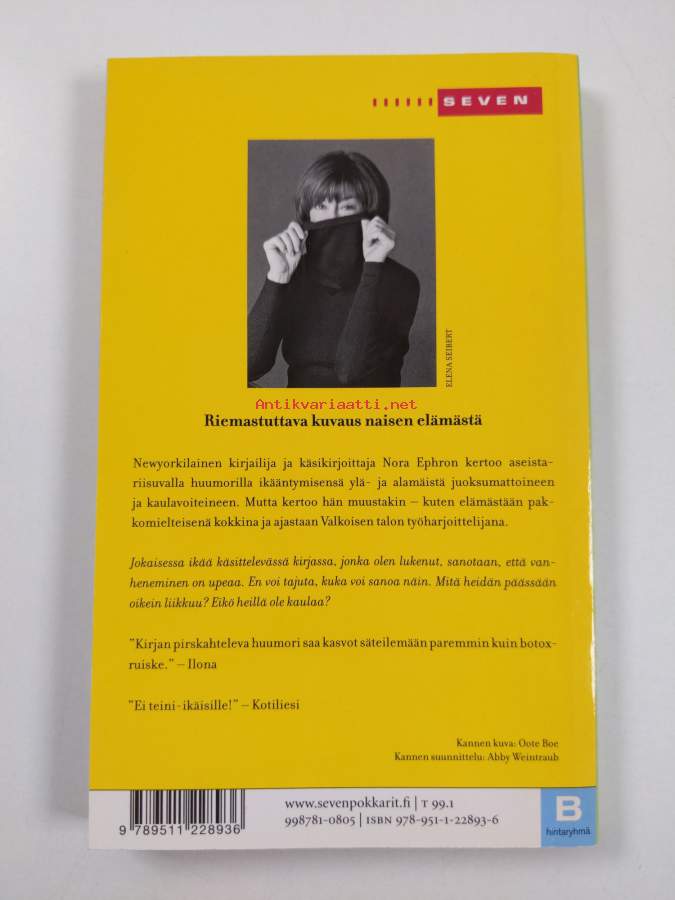 SEVEN
ELENA SEIBERT
Antikvariaatti.net
Riemastuttava kuvaus naisen elämästä
Newyorkilainen kirjailija ja käsikirjoittaja Nora Ephron kertoo aseista-
riisuvalla huumorilla ikääntymisensä ylä- ja alamäistä juoksumattoineen
ja kaulavoiteineen. Mutta kertoo hän muustakin – kuten elämästään pak-
komielteisenä kokkina ja ajastaan Valkoisen talon työharjoittelijana.
Jokaisessa ikää käsittelevässä kirjassa, jonka olen lukenut, sanotaan, että van-
heneminen on upeaa. En voi tajuta, kuka voi sanoa näin. Mitä heidän päässään
oikein liikkuu? Eikö heillä ole kaulaa?
”Kirjan pirskahteleva huumori saa kasvot säteilemään paremmin kuin botox-
ruiske.” – Ilona
”Ei teini-ikäisille!” – Kotiliesi
Kannen kuva: Oote Boe
Kannen suunnittelu: Abby Weintraub
www.sevenpokkarit.fi | T 99.1
998781-0805 | ISBN 978-951-1-22893-6
9 789511 228936
B
hintaryhmä